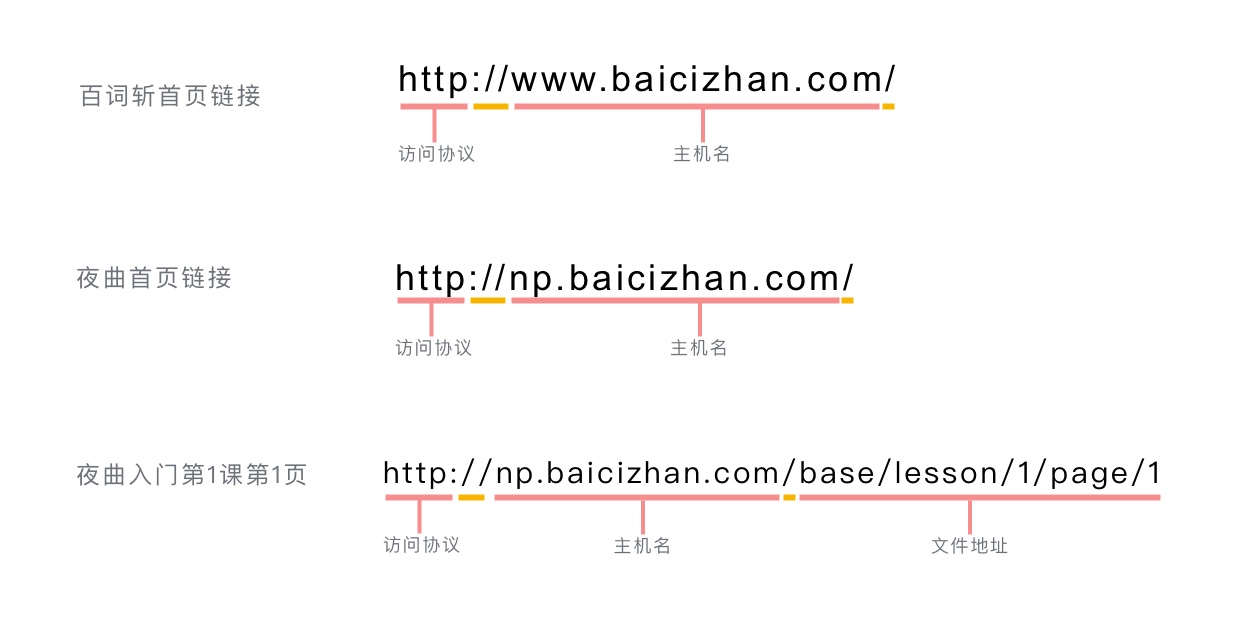 百词斩首页链接
http://www.baicizhan.com/
访问协议
主机名
夜曲首页链接
http://np.baicizhan.com/
访问协议
主机名
夜曲入门第1课第1页
http://np.baicizhan.com/base/lesson/1/page/1
访问协议
主机名
文件地址